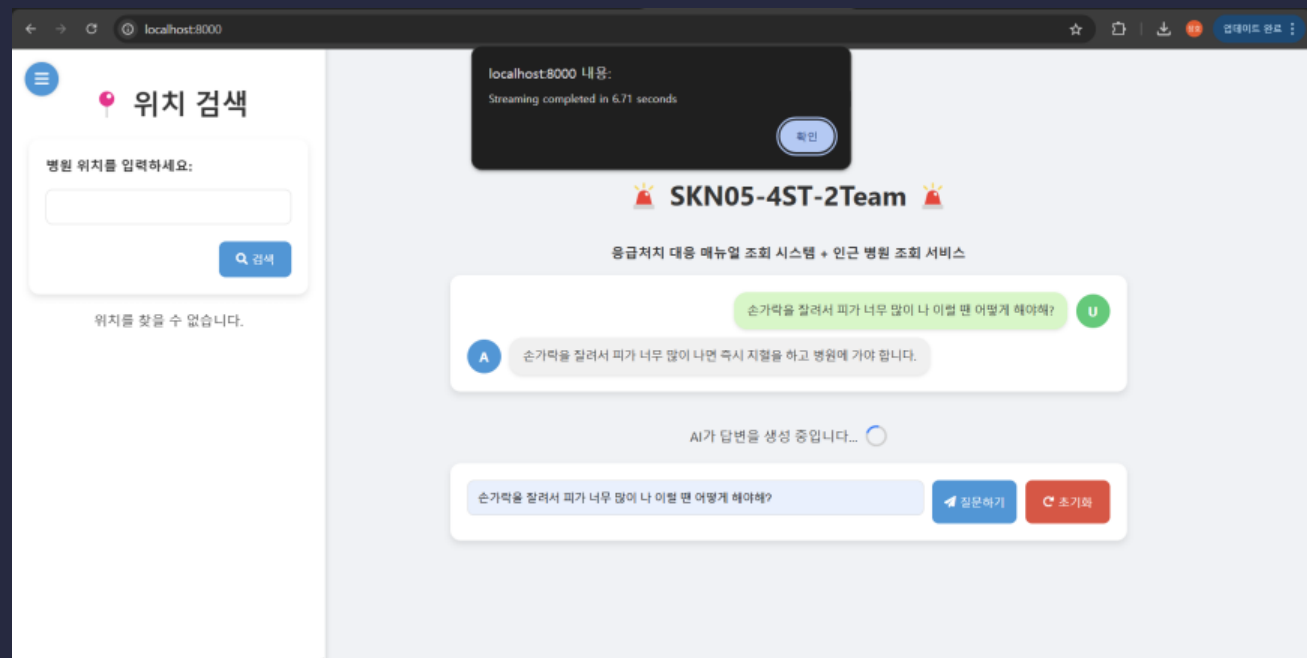 localhost:8000
업데이트 완료
위치 검색
병원 위치를 입력하세요:
검색
위치를 찾을 수 없습니다.
localhost:8000 내용:
Streaming completed in 6.71 seconds
확인
SKN05-4ST-2Team
응급처치 대응 매뉴얼 조회 시스템 + 인근 병원 조회 서비스
손가락을 잘려서 피가 너무 많이 나 이럴 땐 어떻게 해야해?
U
A
손가락을 잘려서 피가 너무 많이 나면 즉시 지혈을 하고 병원에 가야 합니다.
AI가 답변을 생성 중입니다...
손가락을 잘려서 피가 너무 많이 나 이럴 땐 어떻게 해야해?
질문하기
초기화